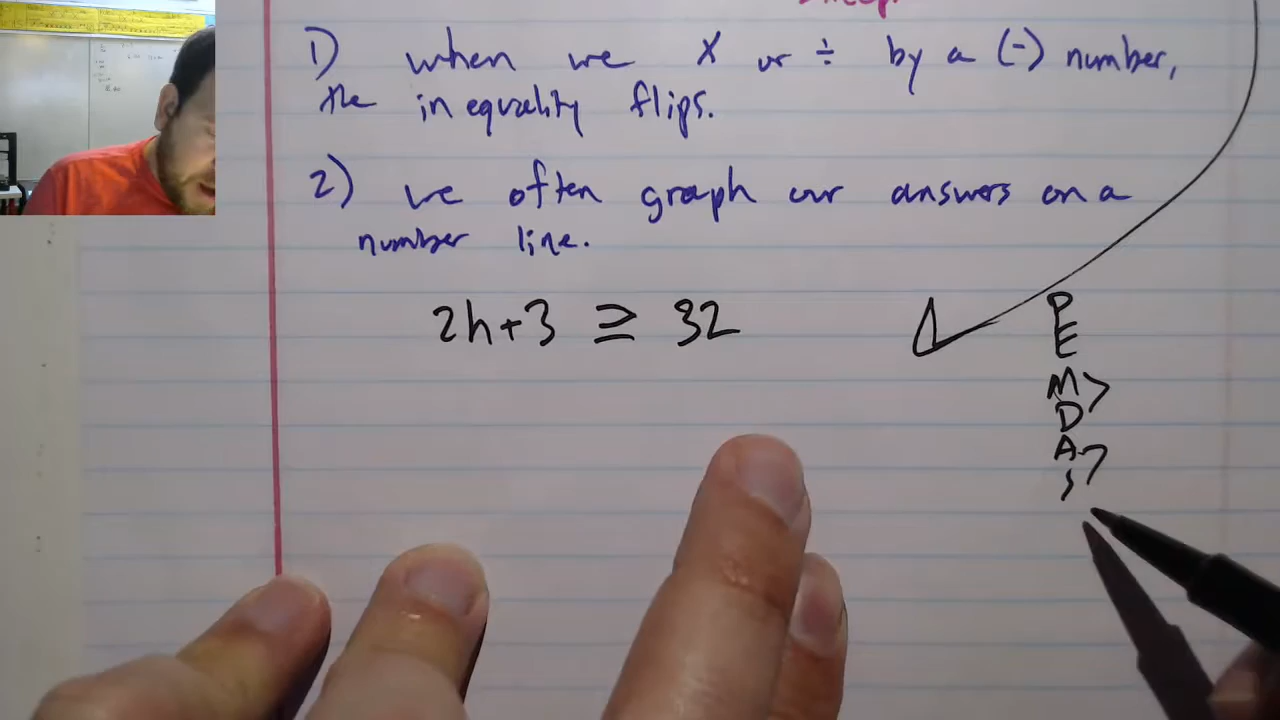 1) when we x or ÷ by a (-) number,
the inequality flips.
2) we often graph our answers on a
number line.
2h+3 ≥ 32
P
E
M>
D
A>
S